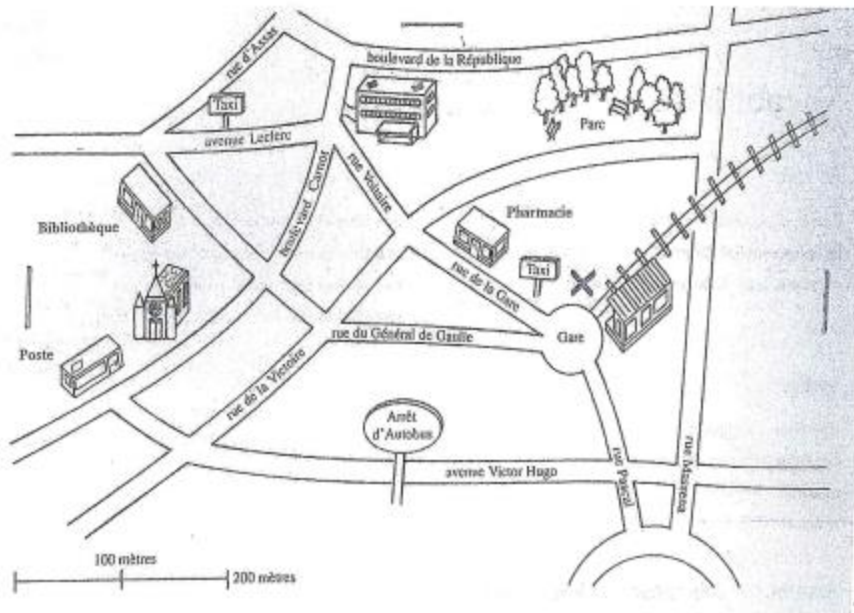 rue d'Assas
boulevard de la République
Taxi
avenue Leclerc
Parc
boulevard Carnot
rue Voltaire
Bibliothèque
Pharmacie
Taxi
rue de la Gare
Poste
rue du Général de Gaulle
Gare
rue de la Victoire
Arrêt
d'Autobus
avenue Victor Hugo
rue Pascal
100 mètres
200 mètres